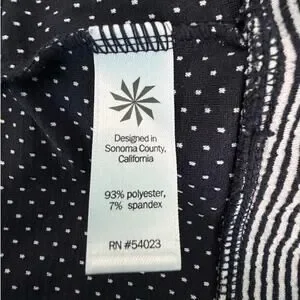 Designed in
Sonoma County,
California
93% polyester,
7% spandex
RN #54023